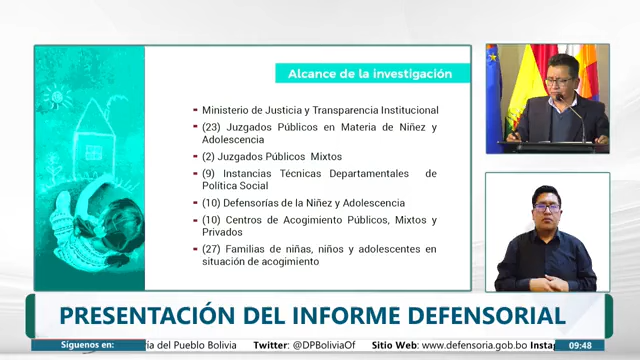 Alcance de la investigación
Ministerio de Justicia y Transparencia Institucional
(23) Juzgados Públicos en Materia de Niñez y
Adolescencia
(2) Juzgados Públicos Mixtos
(9) Instancias Técnicas Departamentales de
Política Social
(10) Defensorías de la Niñez y Adolescencia
(10) Centros de Acogimiento Públicos, Mixtos y
Privados
(27) Familias de niñas, niños y adolescentes en
situación de acogimiento
PRESENTACIÓN DEL INFORME DEFENSORIAL
Síguenos en: ia del Pueblo Bolivia Twitter: @DPBoliviaOf Sitio Web: www.defensoria.gob.bo Instag 09:48